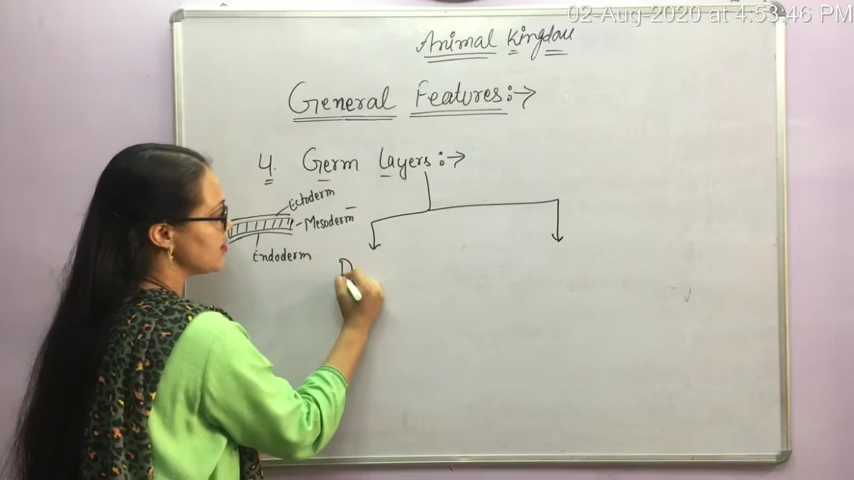 02-Aug-2020 at 4:53:46 PM
Animal Kingdom
General Features:→
4. Germ Layers:→
Ectoderm
Mesoderm
Endoderm
D